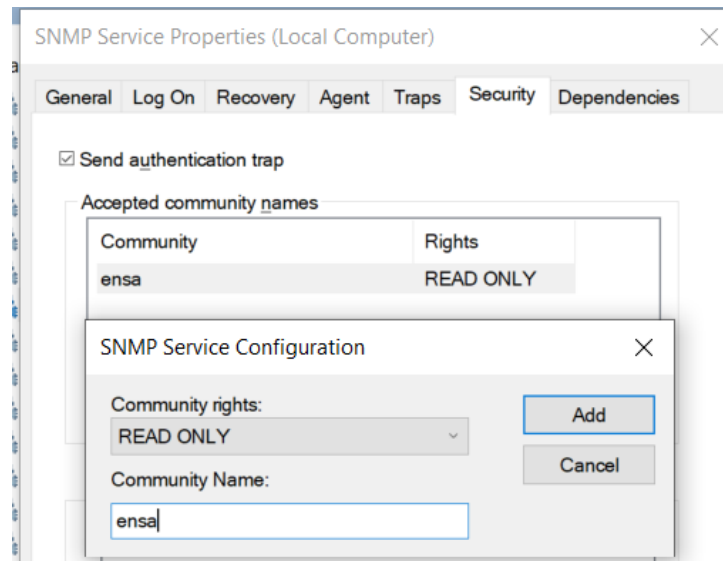 SNMP Service Properties (Local Computer)
General Log On Recovery Agent Traps Security Dependencies
Send authentication trap
Accepted community names
Community Rights
ensa READ ONLY
SNMP Service Configuration
Community rights:
READ ONLY
Add
Cancel
Community Name:
ensa